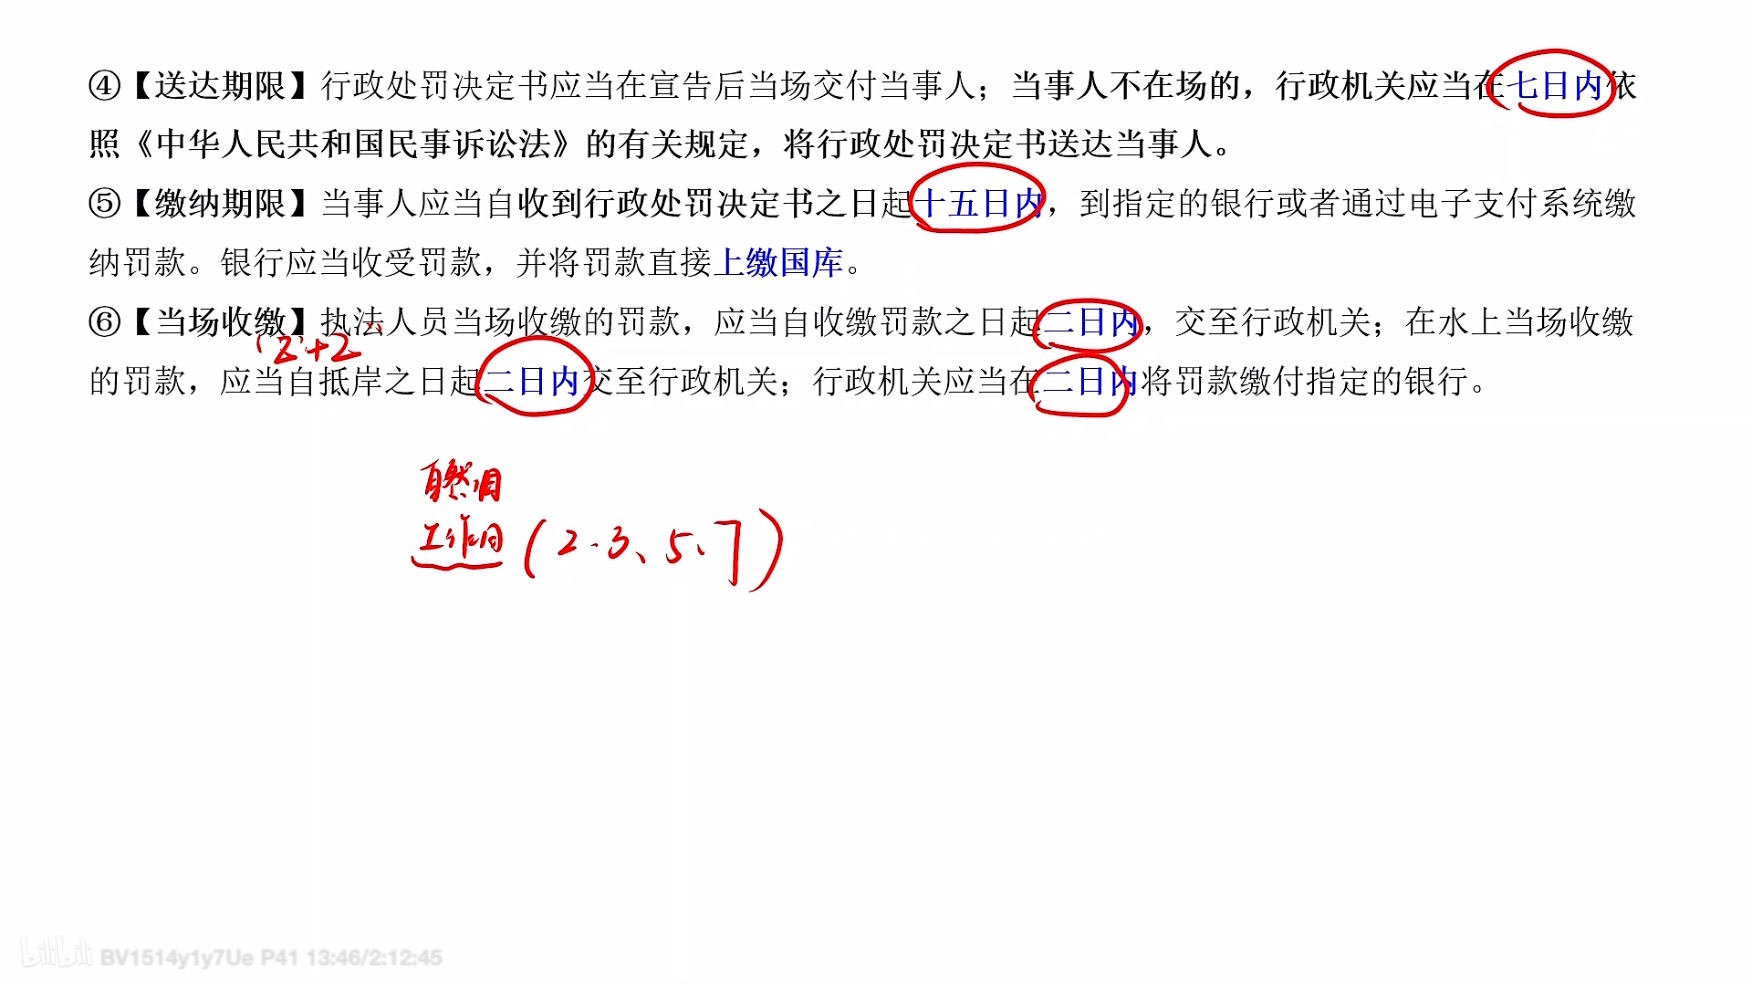 ④【送达期限】行政处罚决定书应当在宣告后当场交付当事人；当事人不在场的，行政机关应当在七日内依
照《中华人民共和国民事诉讼法》的有关规定，将行政处罚决定书送达当事人。
⑤【缴纳期限】当事人应当自收到行政处罚决定书之日起十五日内，到指定的银行或者通过电子支付系统缴
纳罚款。银行应当收受罚款，并将罚款直接上缴国库。
⑥【当场收缴】执法人员当场收缴的罚款，应当自收缴罚款之日起二日内，交至行政机关；在水上当场收缴
“2+2”
的罚款，应当自抵岸之日起二日内交至行政机关；行政机关应当在二日内将罚款缴付指定的银行。
自然日
工作日（2.3、5、7）
bilibili BV1514y1y7Ue P41 13:46/2:12:45